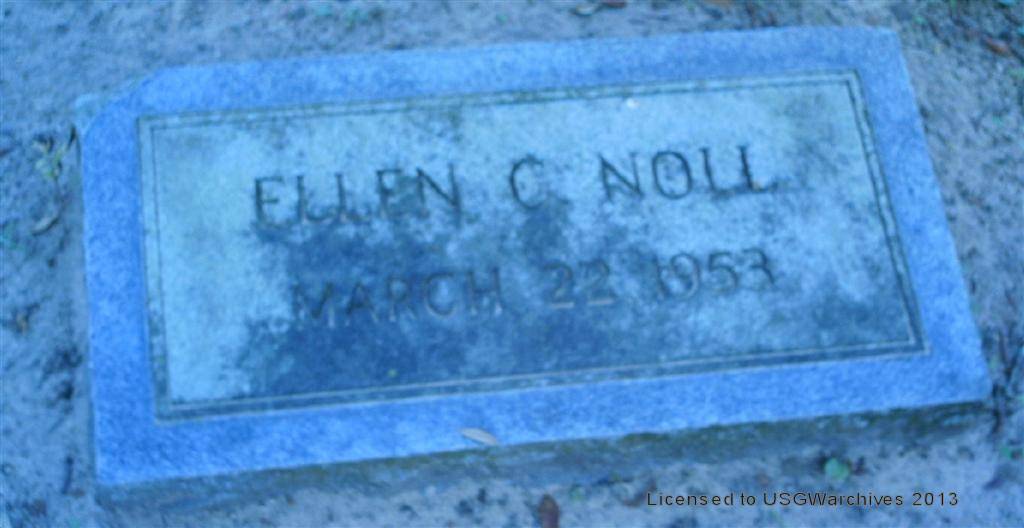 ELLEN C. NOLL
MARCH 22 1953
Licensed to USGWarchives 2013